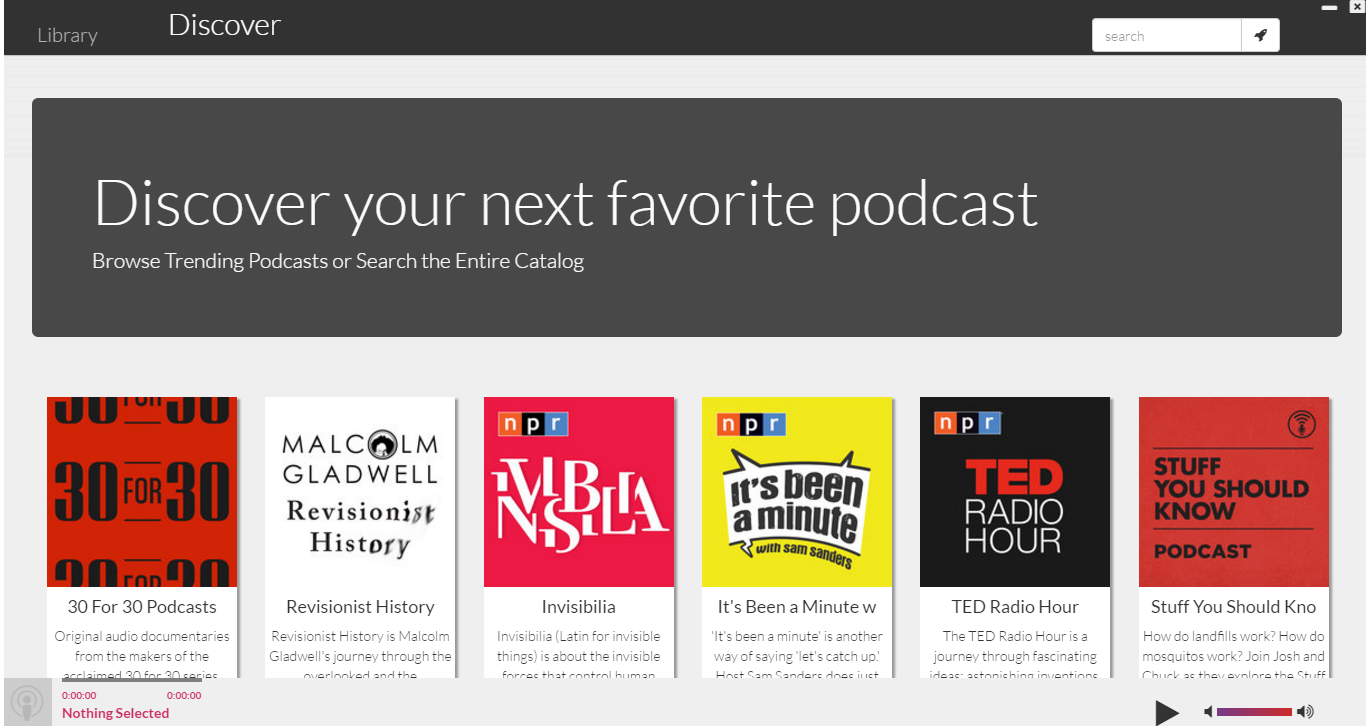 Library
Discover
search
Discover your next favorite podcast
Browse Trending Podcasts or Search the Entire Catalog
30 FOR 30
30 FOR 30
30 FOR 30
MALCOLM
GLADWELL
Revisionist
History
npr
INVISIBILIA
npr
it's been
a minute
with sam sanders
npr
TED
RADIO
HOUR
STUFF
YOU SHOULD
KNOW
PODCAST
30 For 30 Podcasts
Original audio documentaries
from the makers of the
acclaimed 30 for 30 series
Revisionist History
Revisionist History is Malcolm
Gladwell's journey through the
overlooked and the
Invisibilia
Invisibilia (Latin for invisible
things) is about the invisible
forces that control human
It's Been a Minute w
'It's been a minute' is another
way of saying 'let's catch up.'
Host Sam Sanders does just
TED Radio Hour
The TED Radio Hour is a
journey through fascinating
ideas: astonishing inventions
Stuff You Should Kno
How do landfills work? How do
mosquitos work? Join Josh and
Chuck as they explore the Stuff
0:00:00
0:00:00
Nothing Selected